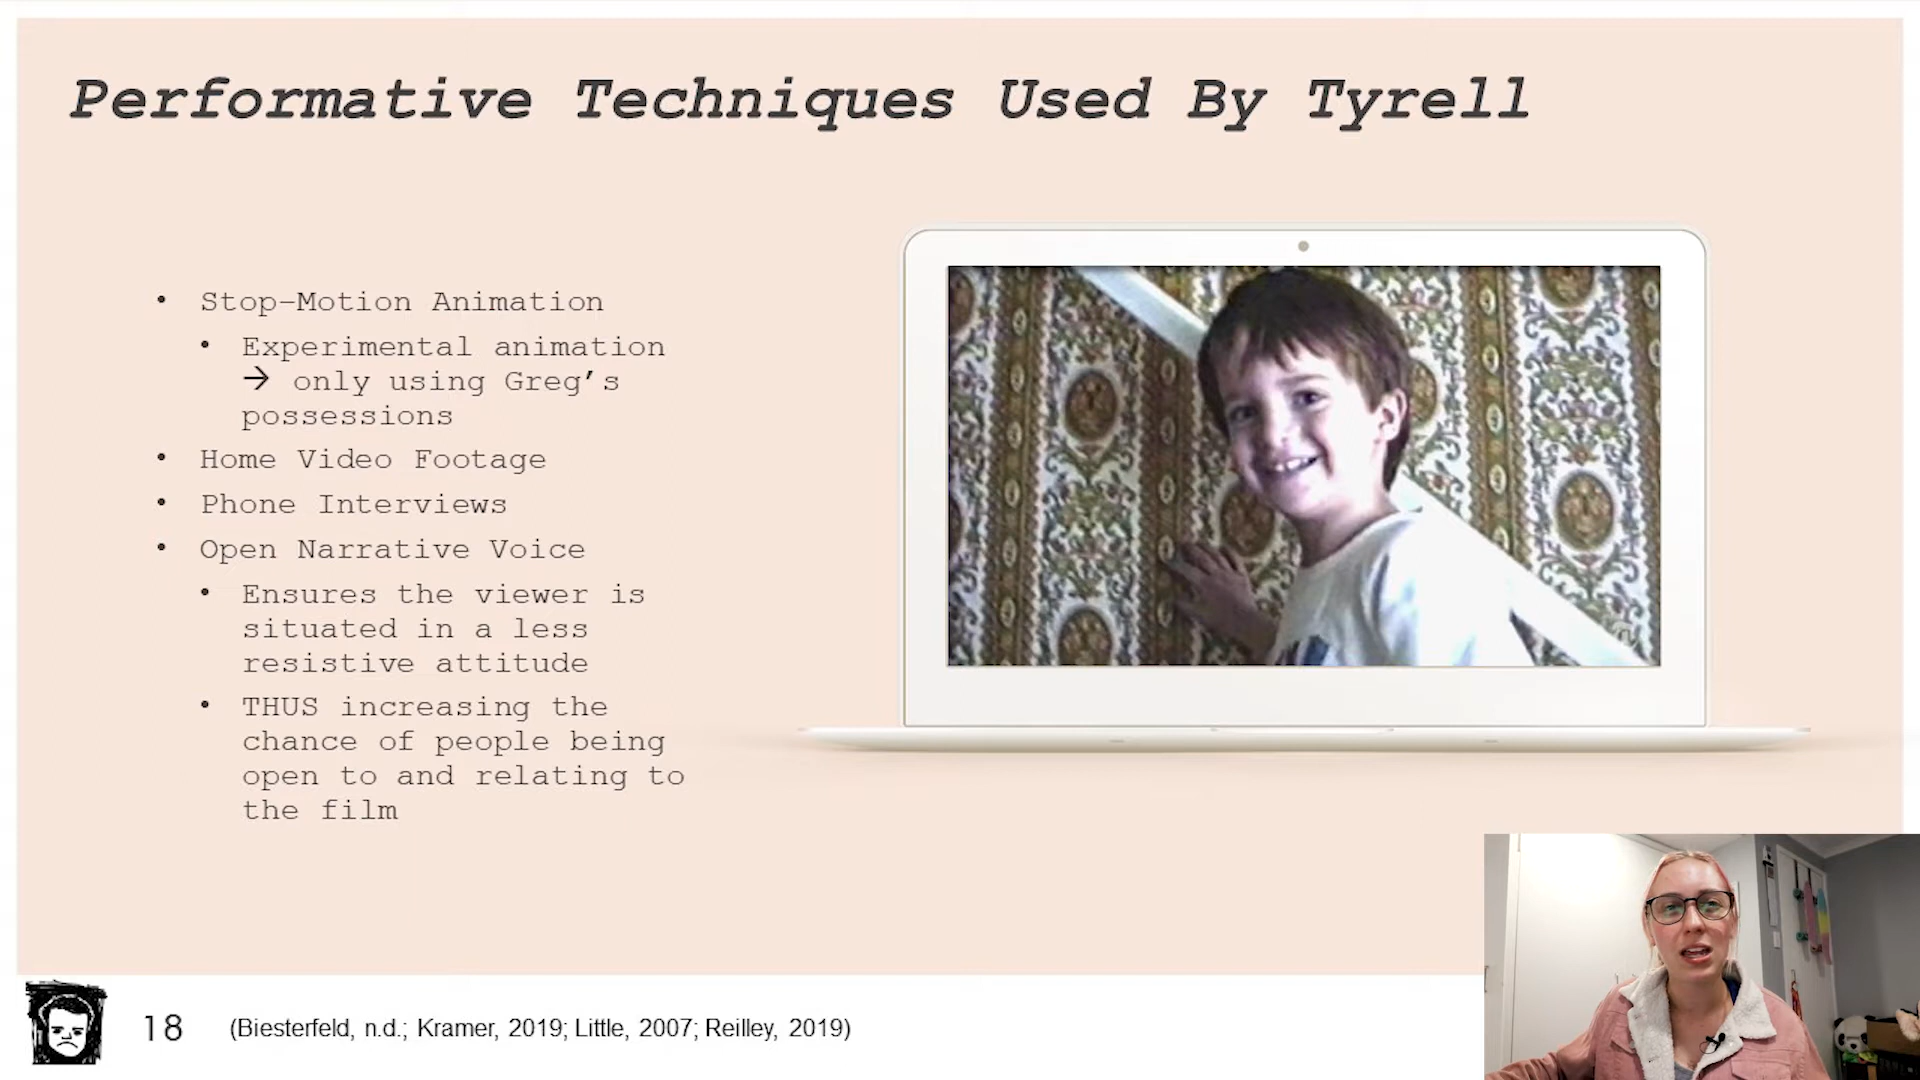 Performative Techniques Used By Tyrell
• Stop-Motion Animation
• Experimental animation
→ only using Greg’s
possessions
• Home Video Footage
• Phone Interviews
• Open Narrative Voice
• Ensures the viewer is
situated in a less
resistive attitude
• THUS increasing the
chance of people being
open to and relating to
the film
18
(Biesterfeld, n.d.; Kramer, 2019; Little, 2007; Reilley, 2019)